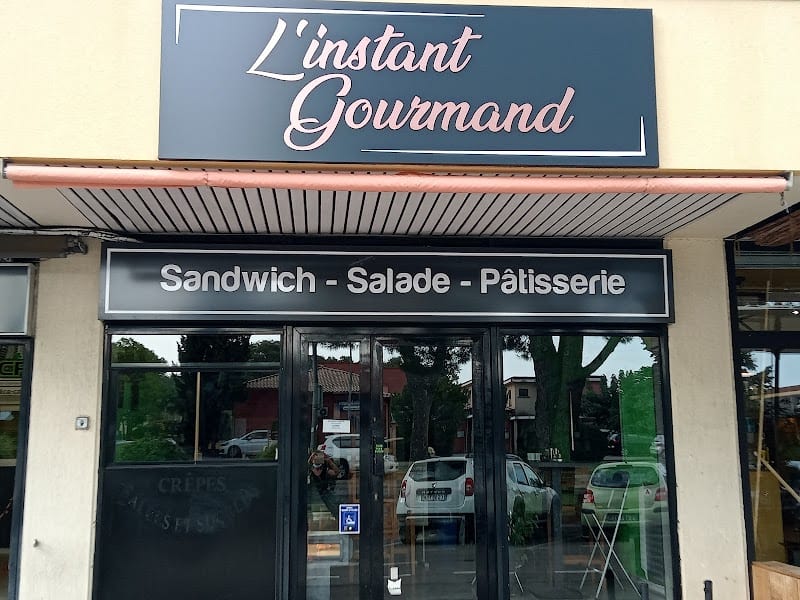 L'instant
Gourmand
Sandwich - Salade - Pâtisserie
CRÊPES